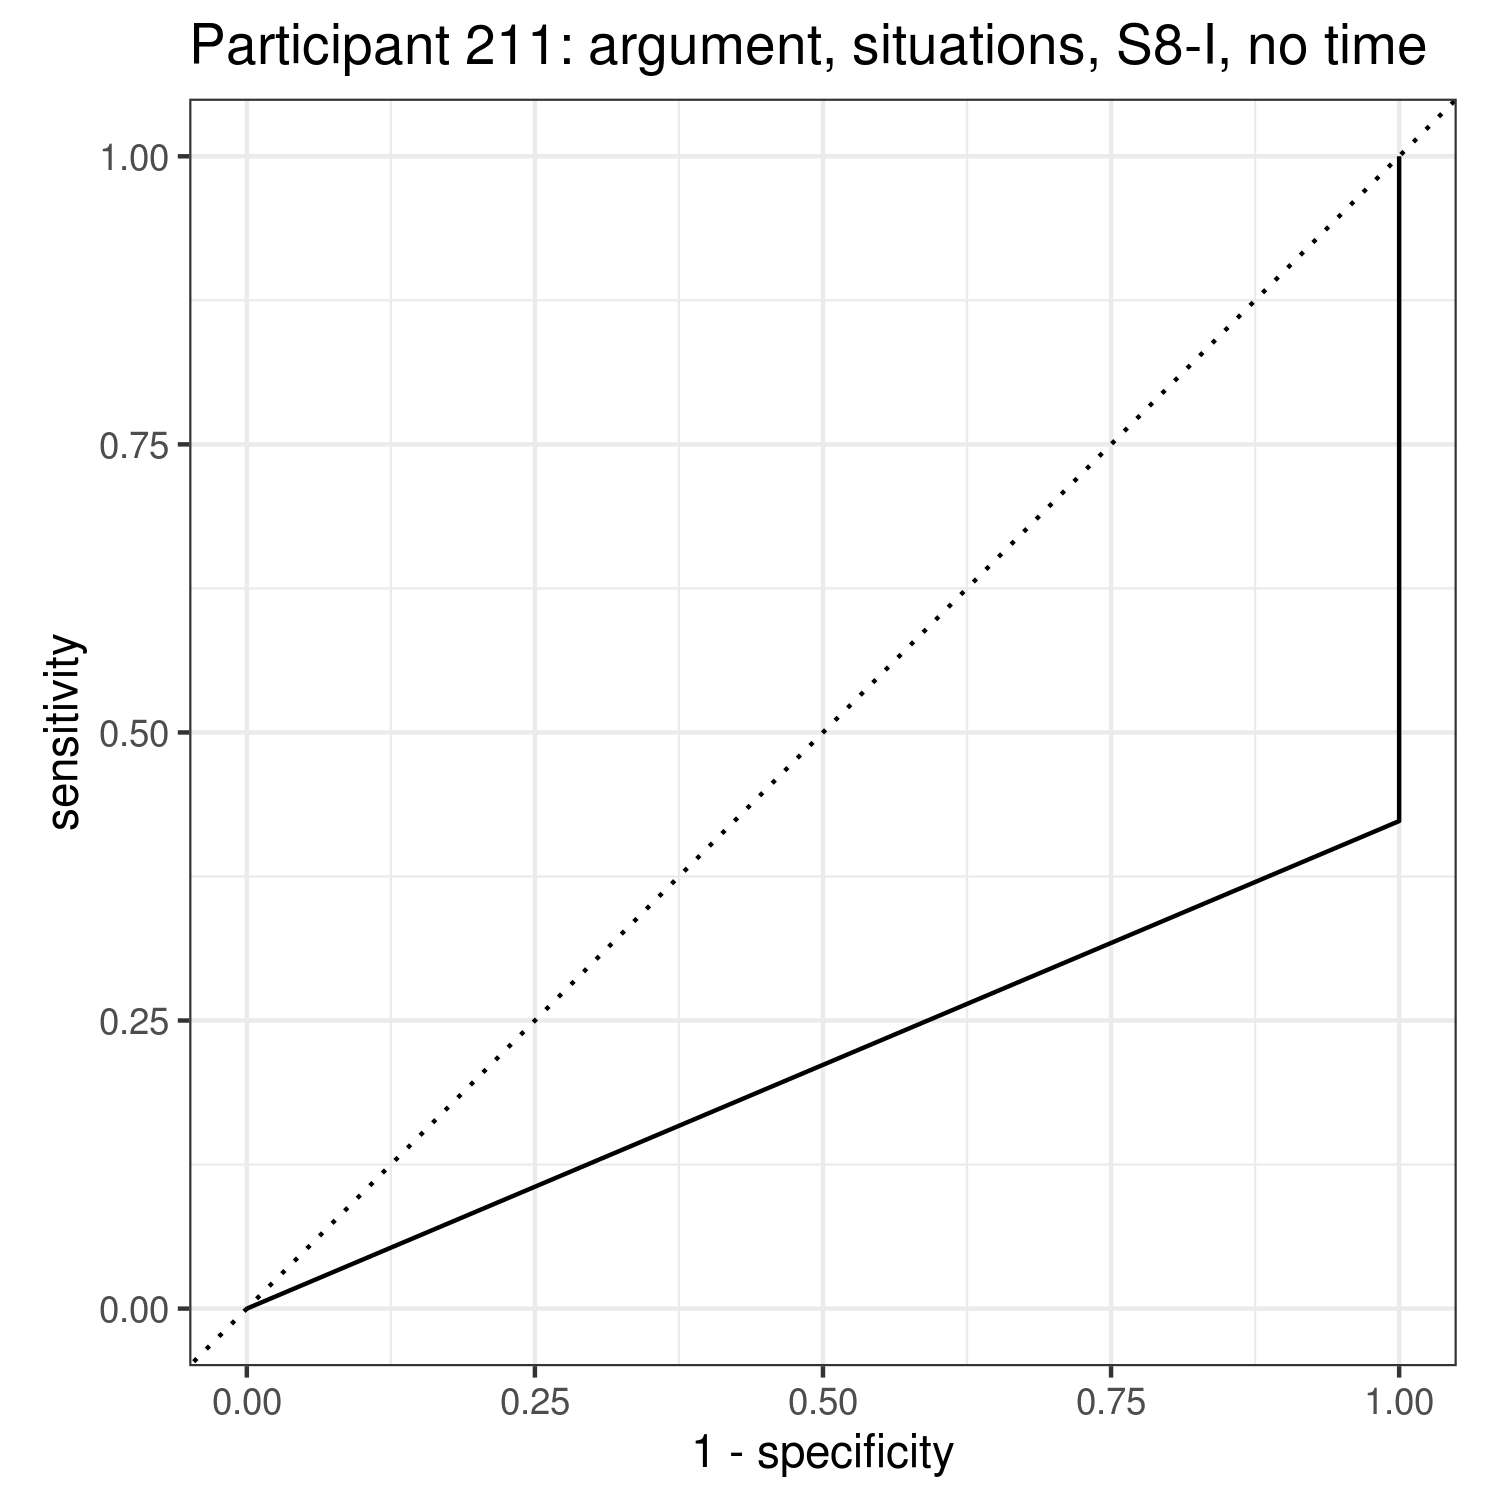 Participant 211: argument, situations, S8-I, no time
1.00
0.75
0.50
0.25
0.00
sensitivity
0.00 0.25 0.50 0.75 1.00
1 - specificity